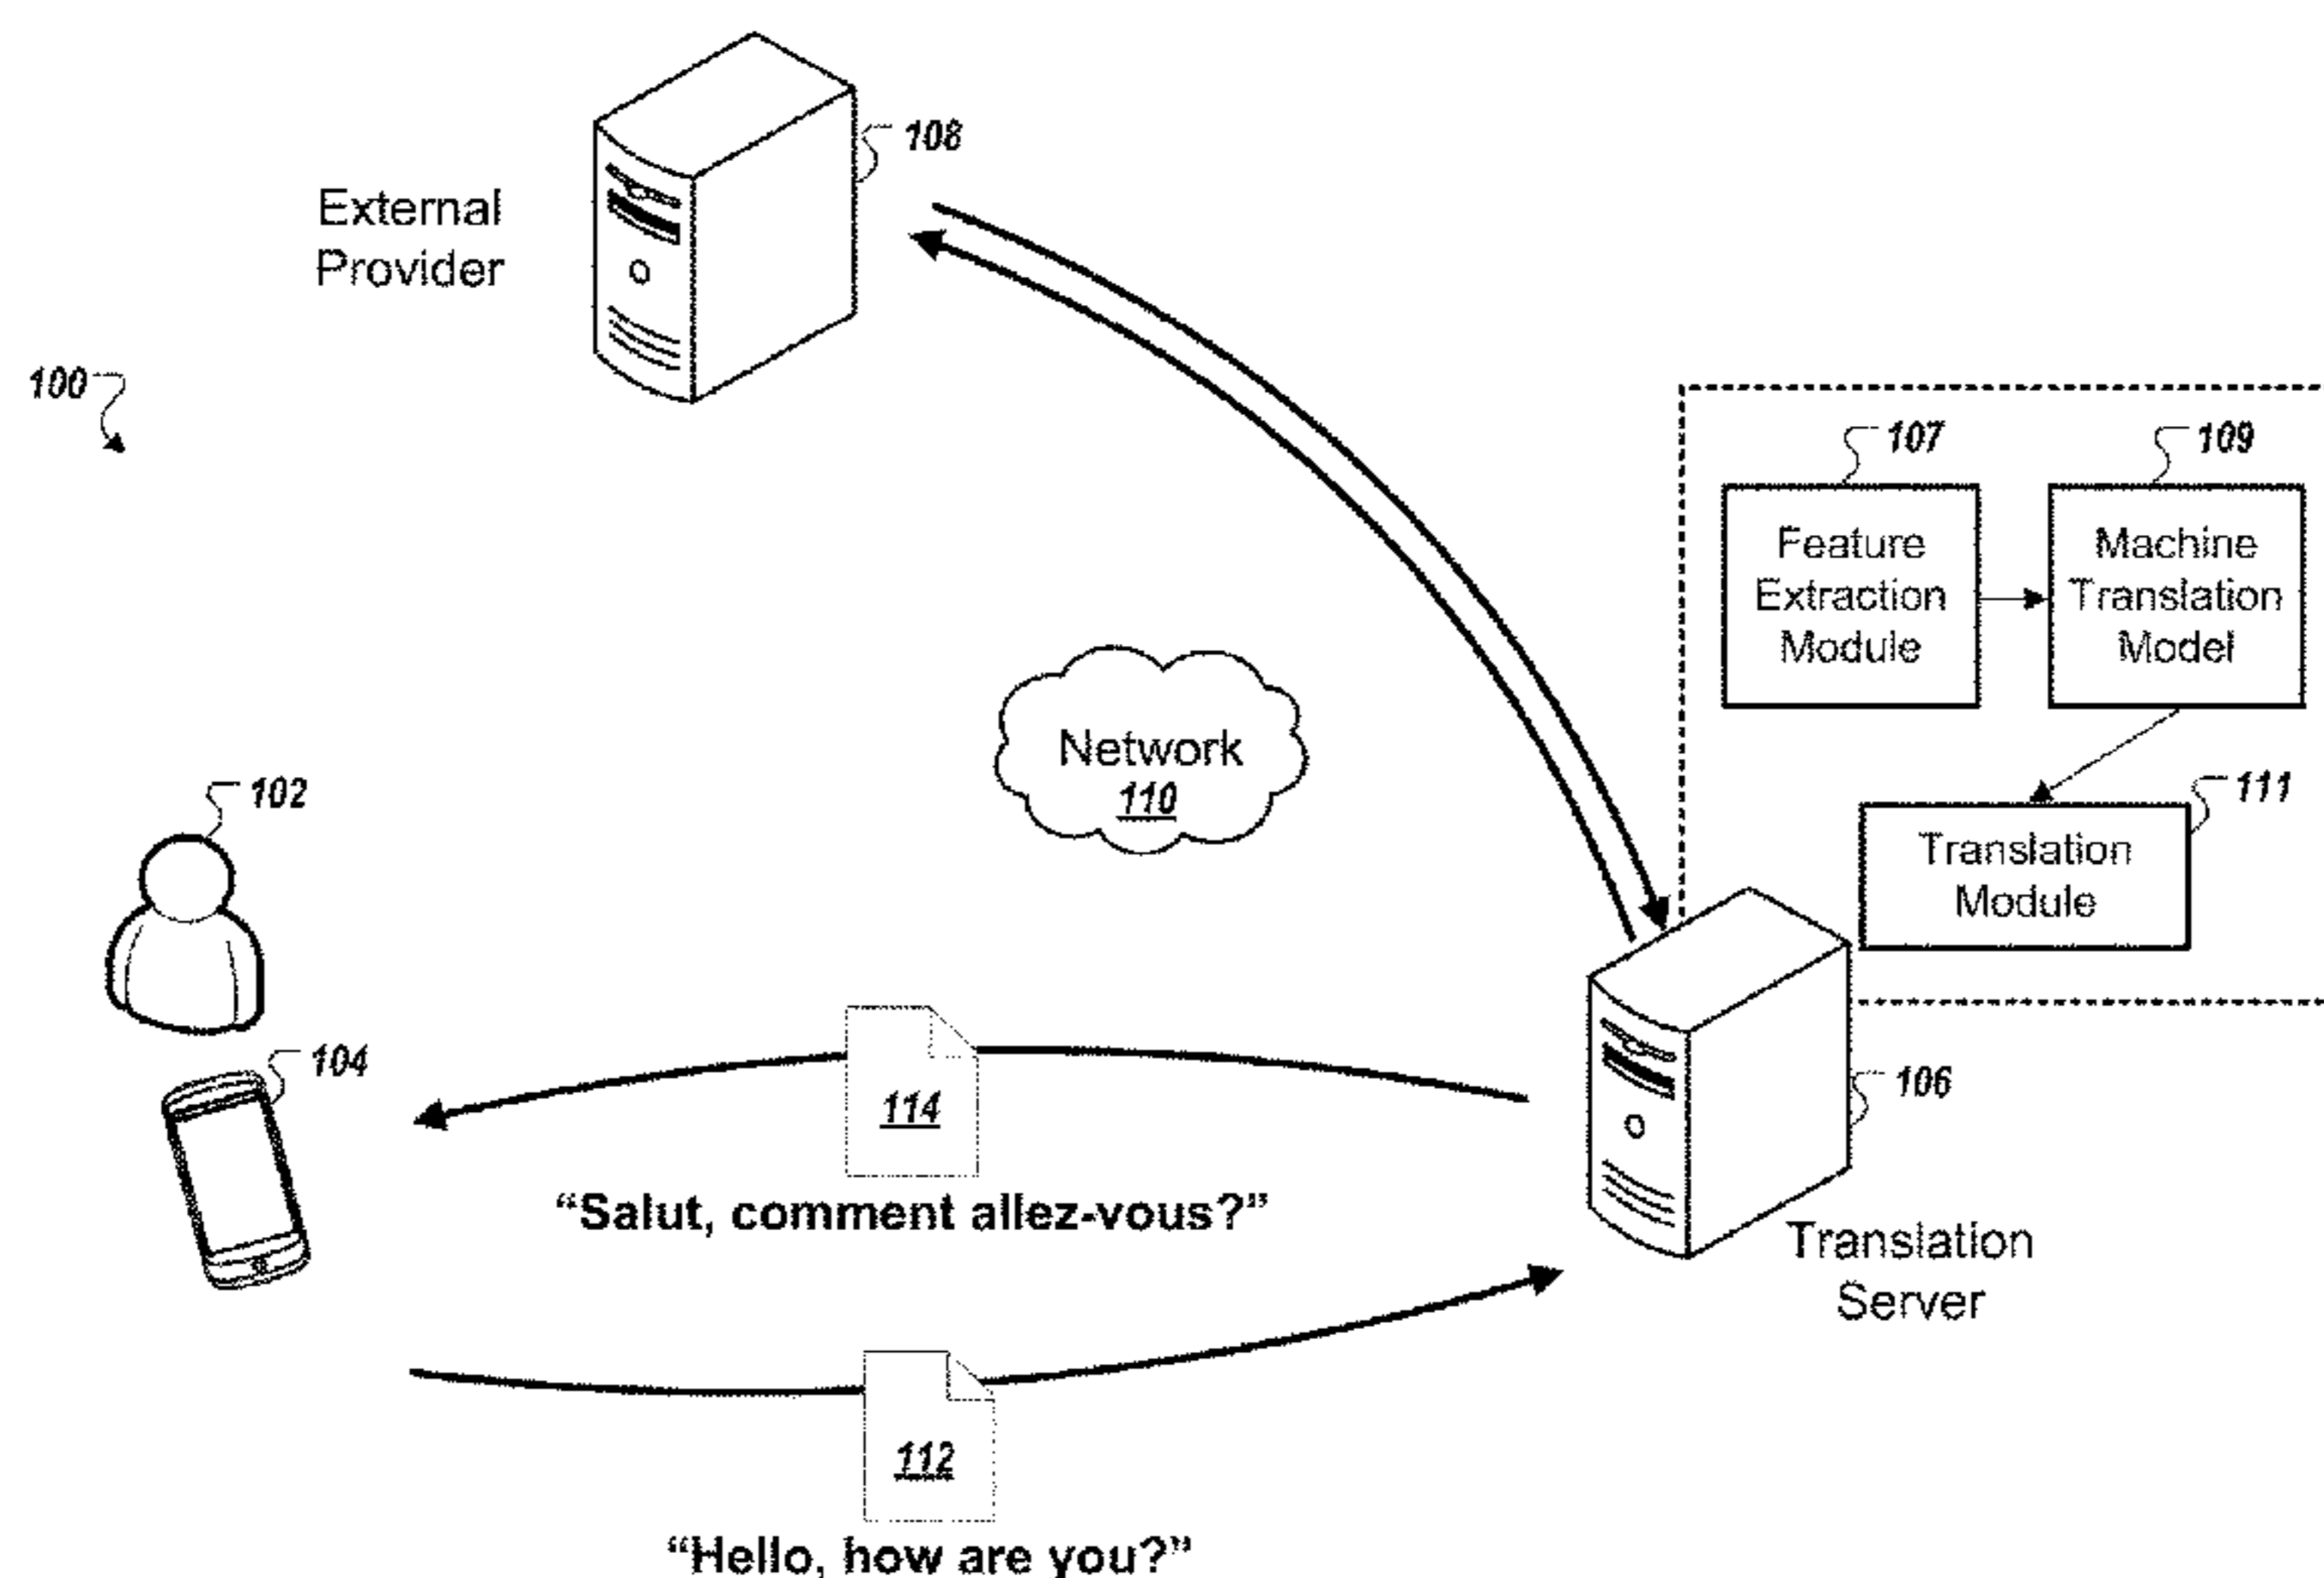 108
External
Provider
100
107
109
Feature
Extraction
Module
Machine
Translation
Model
Network
110
102
111
Translation
Module
104
114
106
“Salut, comment allez-vous?”
Translation
Server
112
“Hello, how are you?”